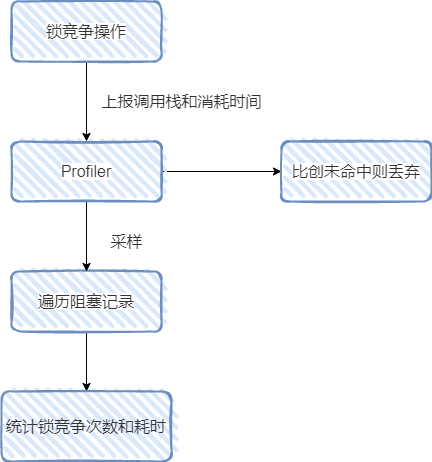 锁竞争操作
上报调用栈和消耗时间
Profiler
比创未命中则丢弃
采样
遍历阻塞记录
统计锁竞争次数和耗时